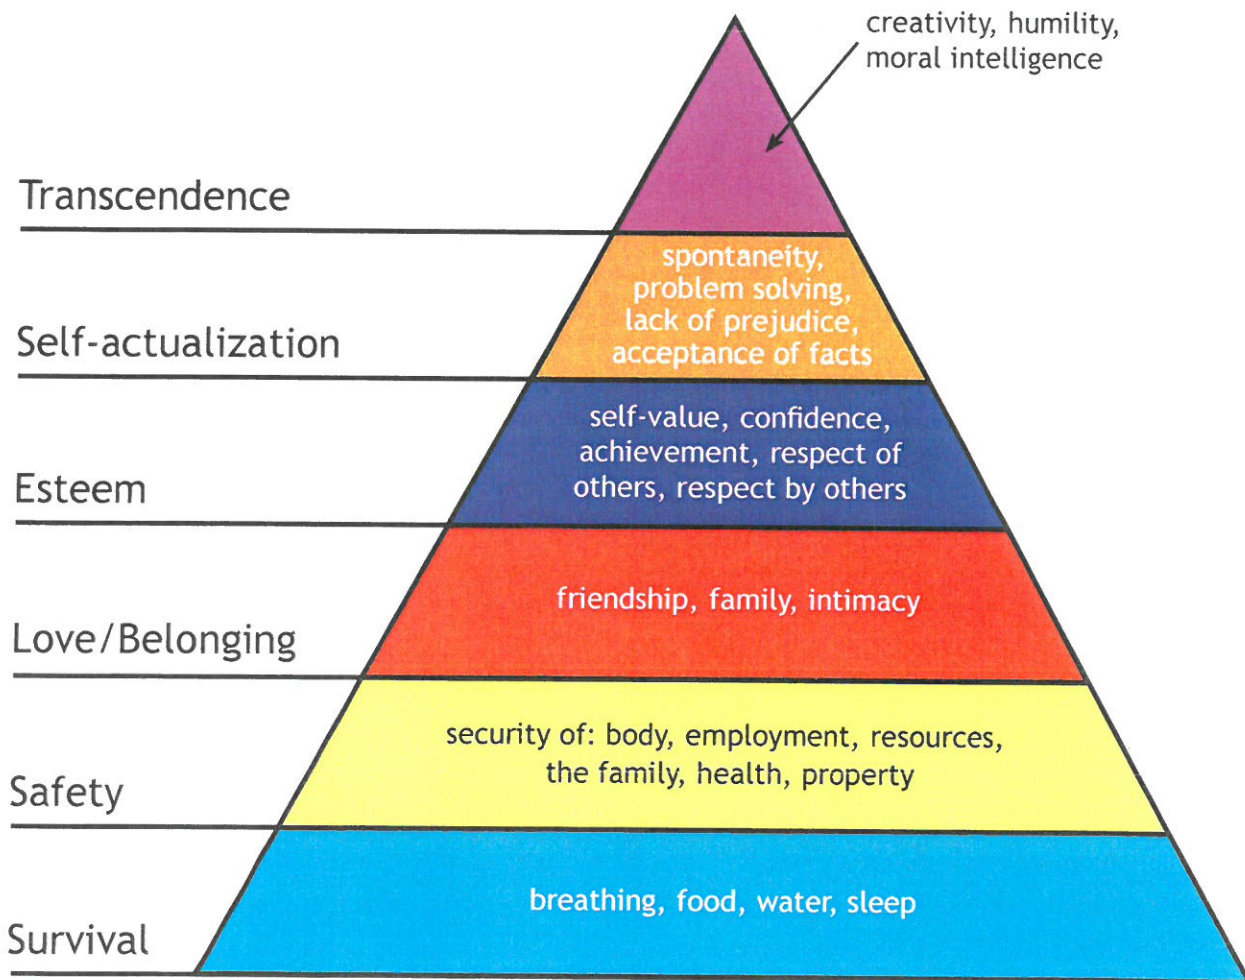 creativity, humility,
moral intelligence
Transcendence
spontaneity,
problem solving,
lack of prejudice,
acceptance of facts
Self-actualization
self-value, confidence,
achievement, respect of
others, respect by others
Esteem
friendship, family, intimacy
Love/Belonging
security of: body, employment, resources,
the family, health, property
Safety
breathing, food, water, sleep
Survival